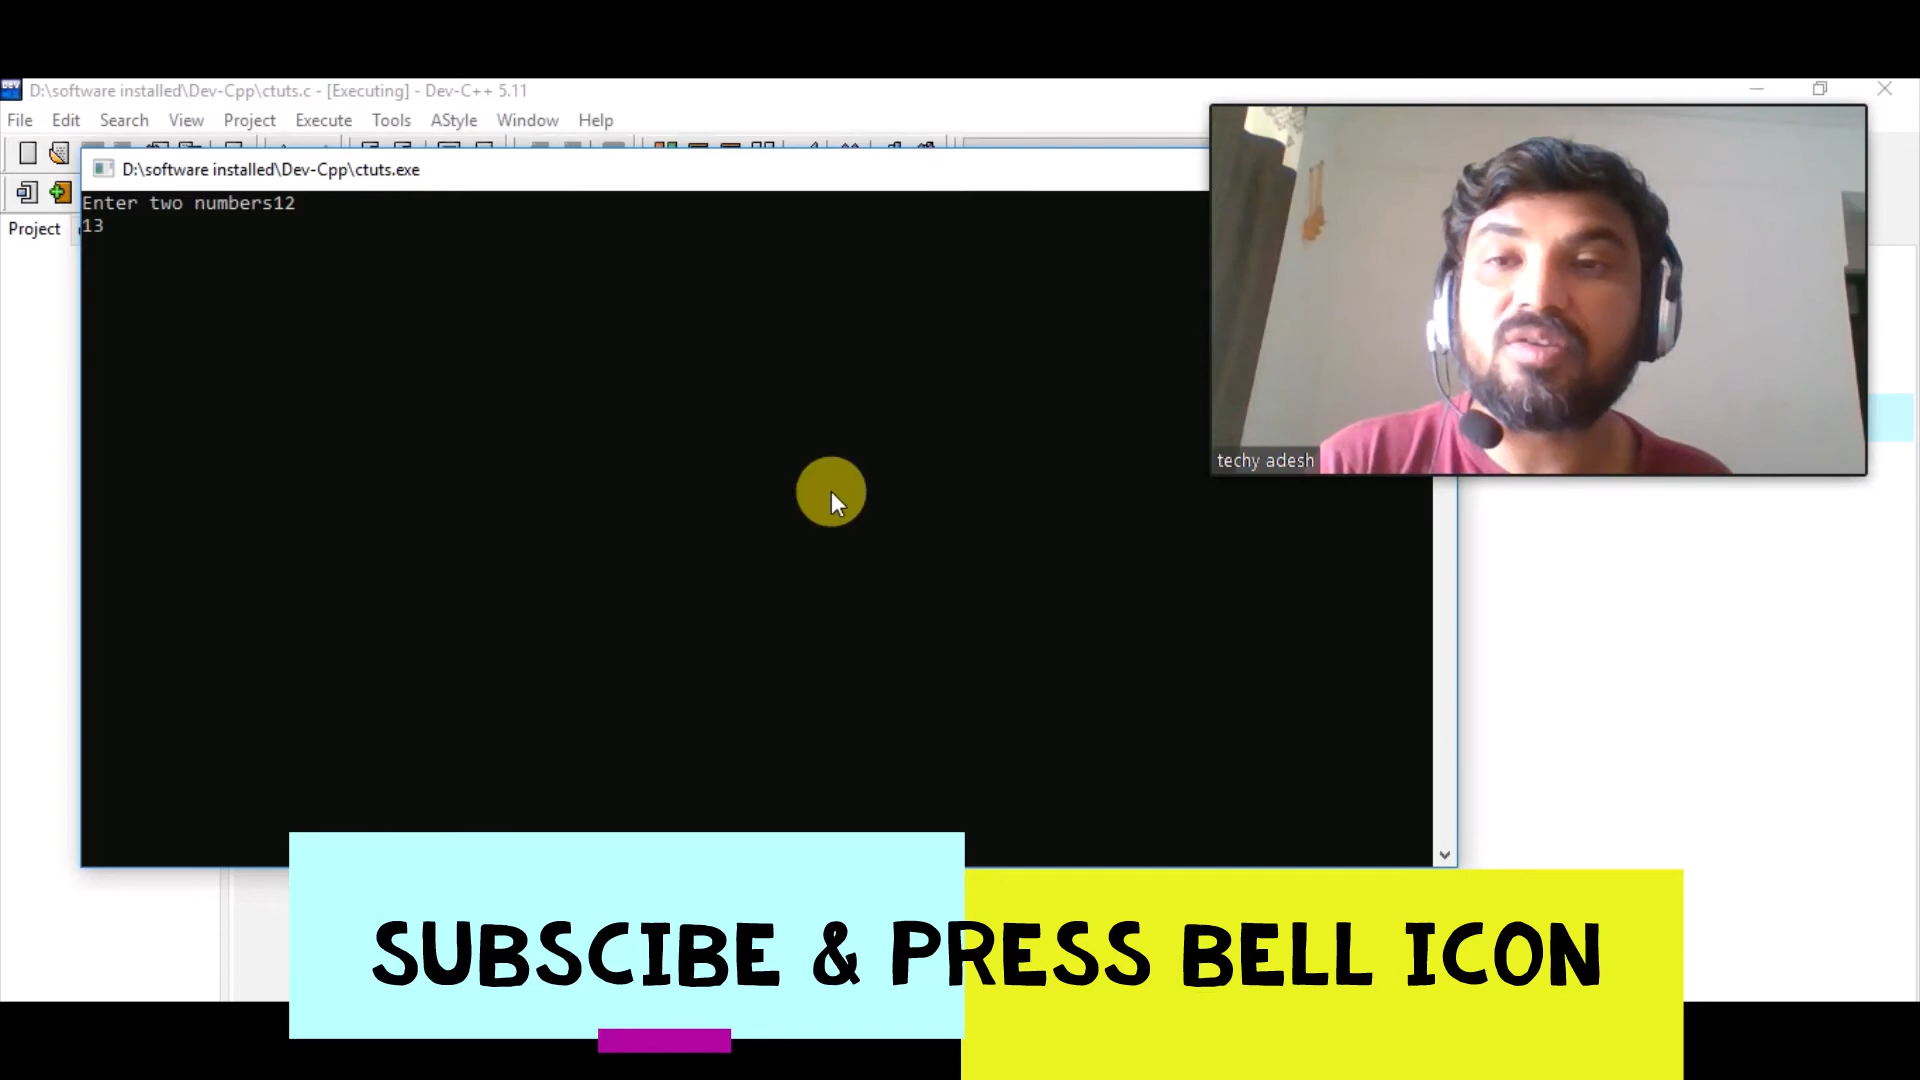 D:\software installed\Dev-Cpp\ctuts.c - [Executing] - Dev-C++ 5.11
File Edit Search View Project Execute Tools AStyle Window Help
D:\software installed\Dev-Cpp\ctuts.exe
Project
Enter two numbers12
13
techy adesh
SUBSCIBE & PRESS BELL ICON